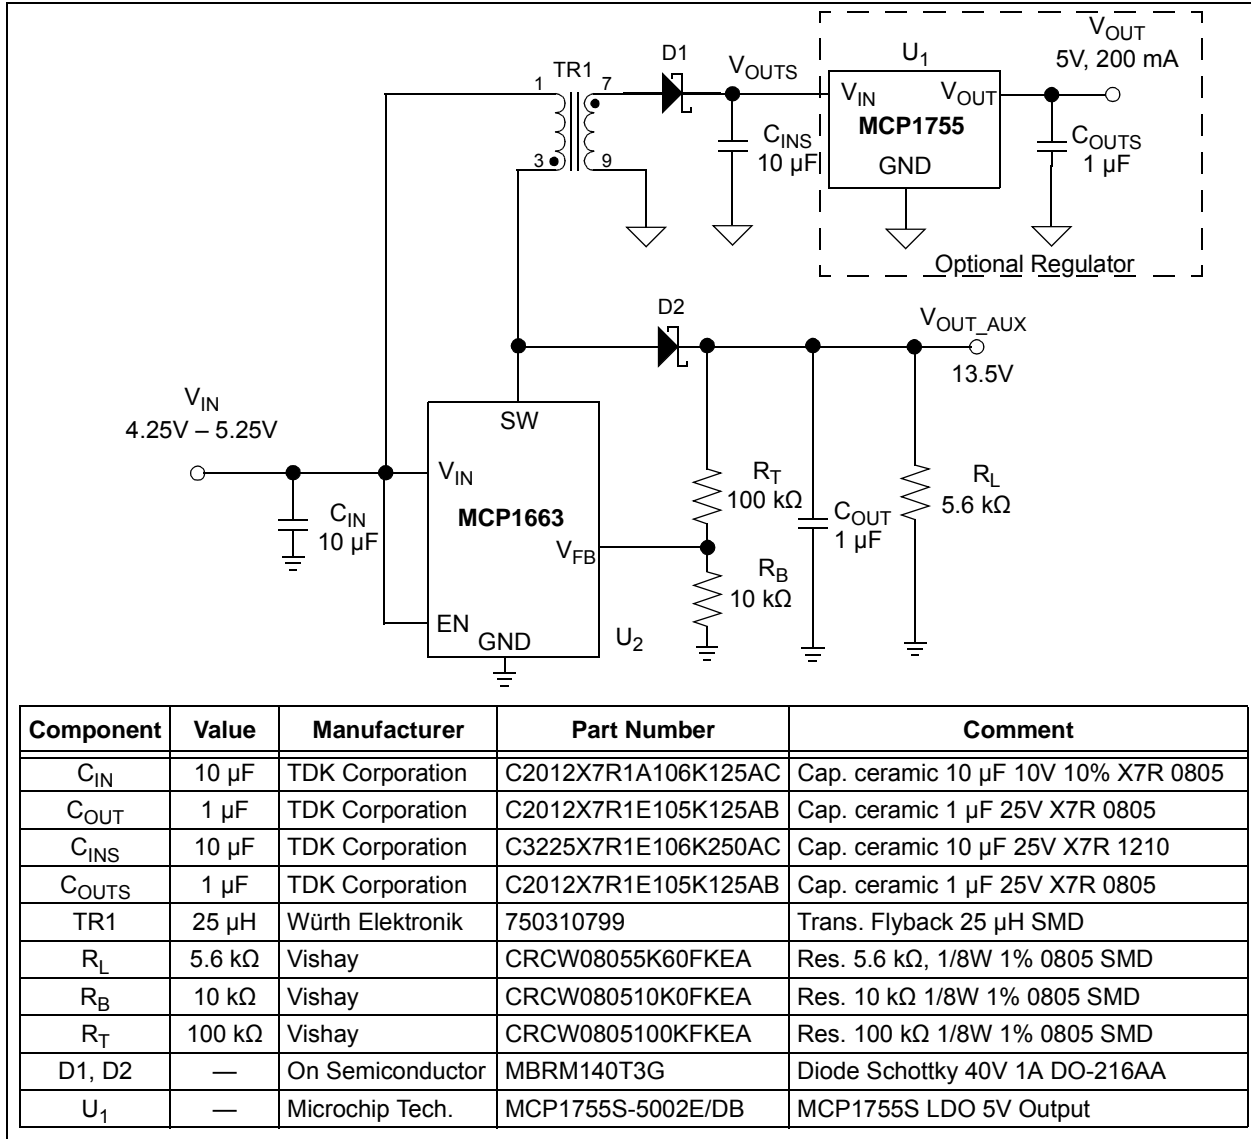 V_OUT
5V, 200 mA
D1
V_OUTS
U_1
TR1
1
7
V_IN
V_OUT
MCP1755
GND
C_INS
10 µF
C_OUTS
1 µF
3
9
Optional Regulator
D2
V_OUT_AUX
13.5V
V_IN
4.25V – 5.25V
SW
V_IN
MCP1663
V_FB
EN
GND
U_2
C_IN
10 µF
R_T
100 kΩ
R_B
10 kΩ
C_OUT
1 µF
R_L
5.6 kΩ
Component Value Manufacturer Part Number Comment
C_IN 10 µF TDK Corporation C2012X7R1A106K125AC Cap. ceramic 10 µF 10V 10% X7R 0805
C_OUT 1 µF TDK Corporation C2012X7R1E105K125AB Cap. ceramic 1 µF 25V X7R 0805
C_INS 10 µF TDK Corporation C3225X7R1E106K250AC Cap. ceramic 10 µF 25V X7R 1210
C_OUTS 1 µF TDK Corporation C2012X7R1E105K125AB Cap. ceramic 1 µF 25V X7R 0805
TR1 25 µH Würth Elektronik 750310799 Trans. Flyback 25 µH SMD
R_L 5.6 kΩ Vishay CRCW08055K60FKEA Res. 5.6 kΩ, 1/8W 1% 0805 SMD
R_B 10 kΩ Vishay CRCW080510K0FKEA Res. 10 kΩ 1/8W 1% 0805 SMD
R_T 100 kΩ Vishay CRCW0805100KFKEA Res. 100 kΩ 1/8W 1% 0805 SMD
D1, D2 — On Semiconductor MBRM140T3G Diode Schottky 40V 1A DO-216AA
U_1 — Microchip Tech. MCP1755S-5002E/DB MCP1755S LDO 5V Output